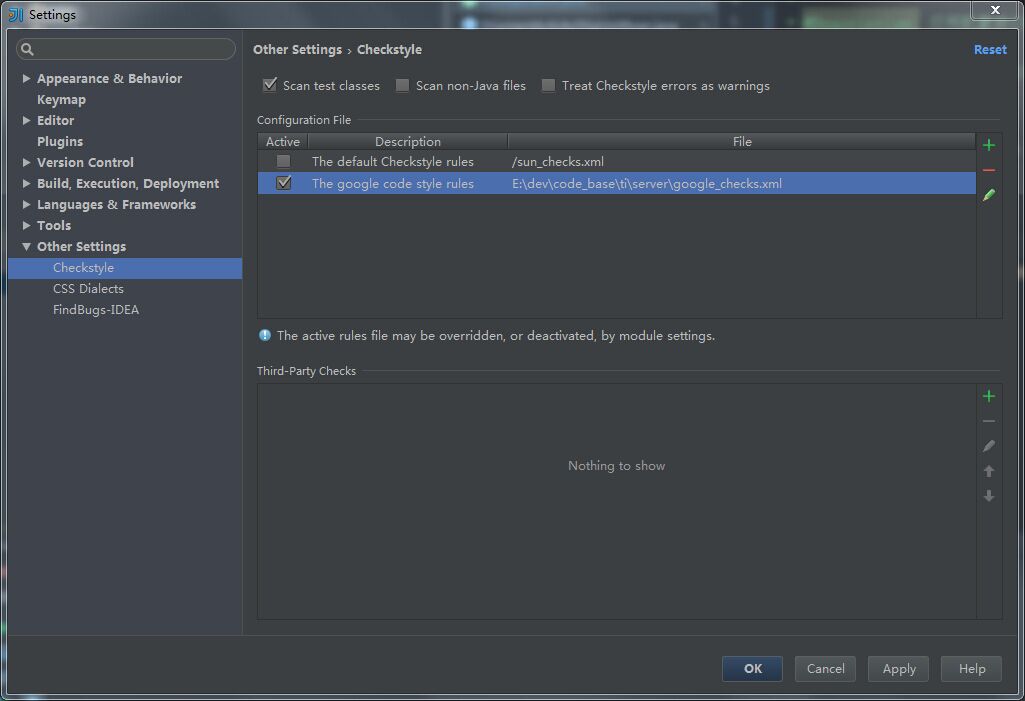 Settings
Other Settings › Checkstyle
Reset
Appearance & Behavior
Keymap
Editor
Plugins
Version Control
Build, Execution, Deployment
Languages & Frameworks
Tools
Other Settings
Checkstyle
CSS Dialects
FindBugs-IDEA
Scan test classes
Scan non-Java files
Treat Checkstyle errors as warnings
Configuration File
Active Description File
The default Checkstyle rules /sun_checks.xml
The google code style rules E:\dev\code_base\ti\server\google_checks.xml
The active rules file may be overridden, or deactivated, by module settings.
Third-Party Checks
Nothing to show
OK Cancel Apply Help